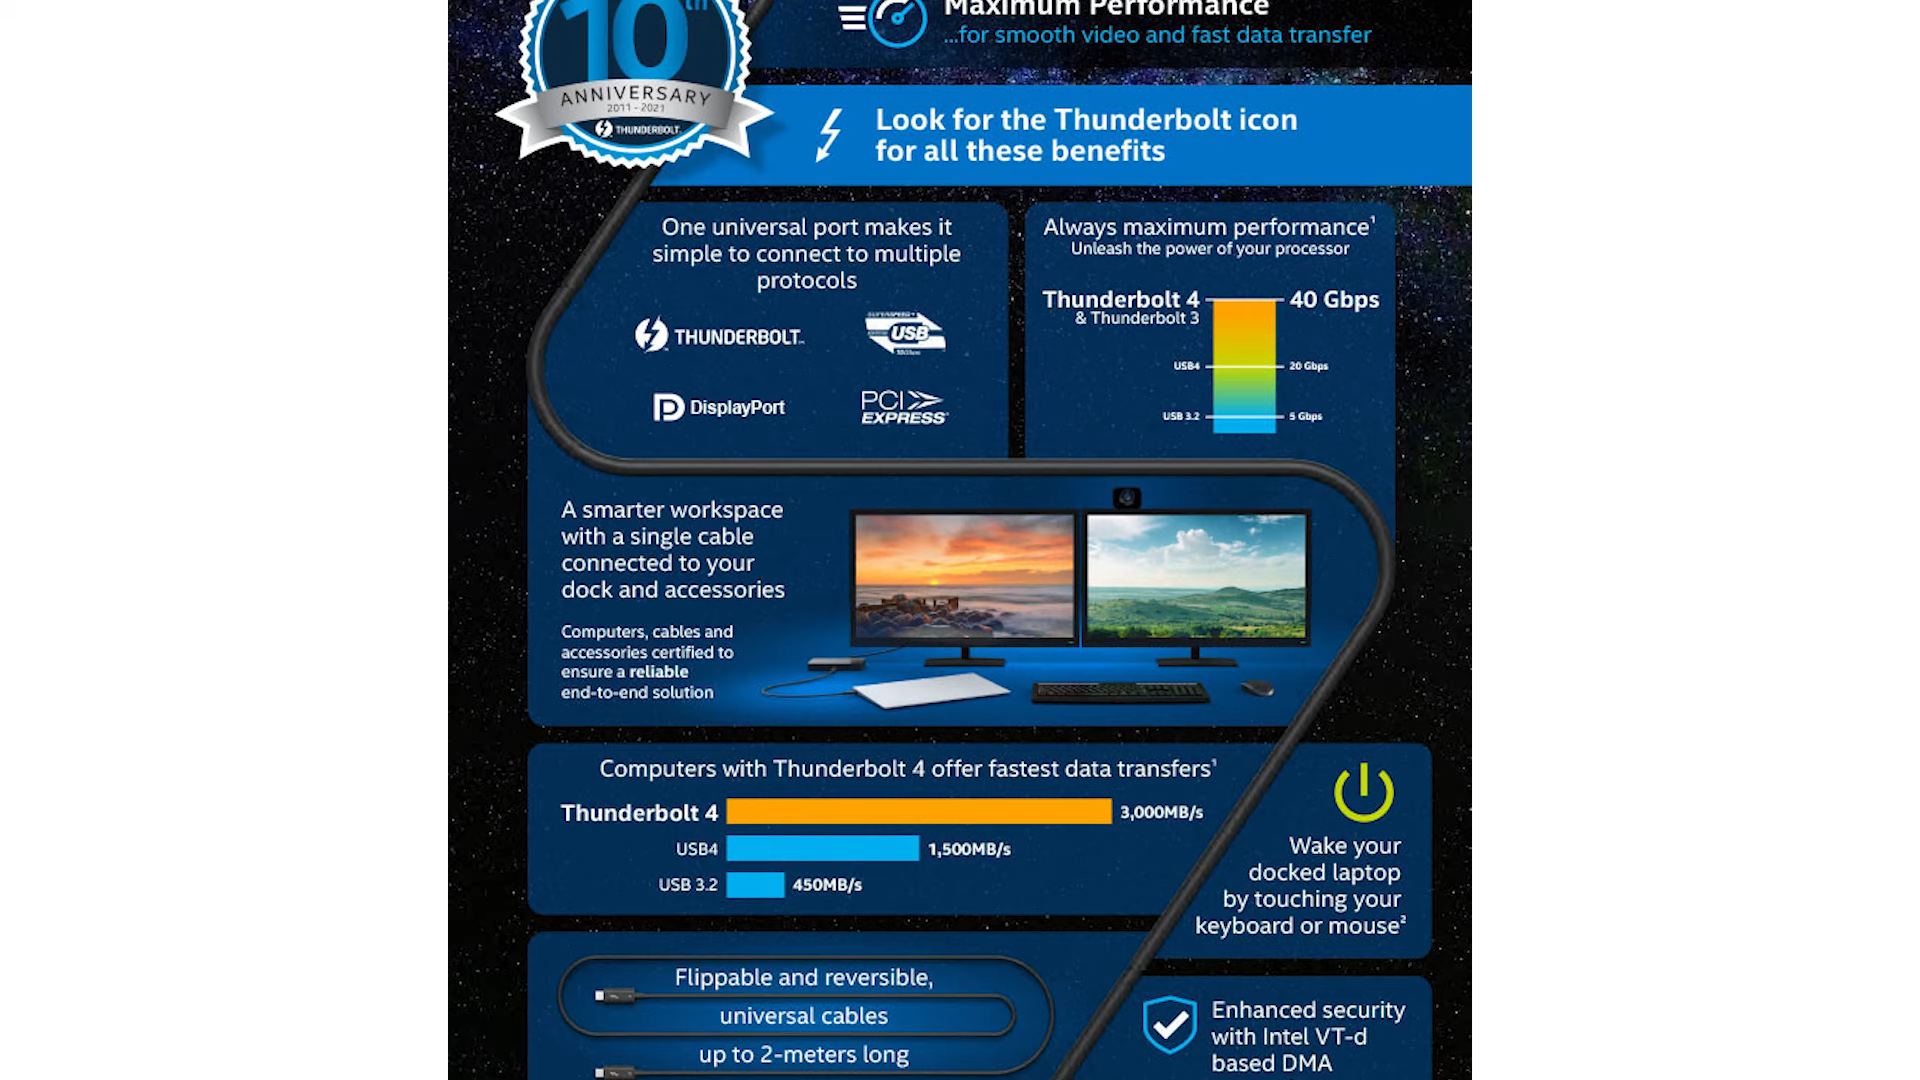 10th
ANNIVERSARY
2011 - 2021
THUNDERBOLT™
Maximum Performance
...for smooth video and fast data transfer
Look for the Thunderbolt icon
for all these benefits
One universal port makes it
simple to connect to multiple
protocols
THUNDERBOLT™
SUPERSPEED+
USB
10Gbps
DisplayPort
PCI
EXPRESS®
Always maximum performance¹
Unleash the power of your processor
Thunderbolt 4
& Thunderbolt 3
40 Gbps
USB4
20 Gbps
USB 3.2
5 Gbps
A smarter workspace
with a single cable
connected to your
dock and accessories
Computers, cables and
accessories certified to
ensure a reliable
end-to-end solution
Computers with Thunderbolt 4 offer fastest data transfers¹
Thunderbolt 4 3,000MB/s
USB4 1,500MB/s
USB 3.2 450MB/s
Wake your
docked laptop
by touching your
keyboard or mouse²
Flippable and reversible,
universal cables
up to 2-meters long
Enhanced security
with Intel VT-d
based DMA